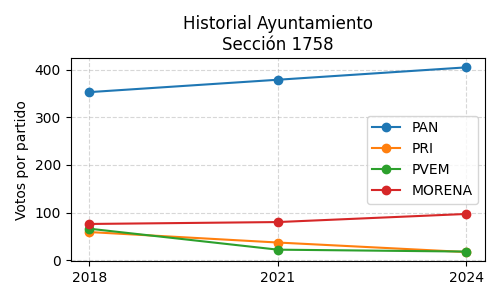 Historial Ayuntamiento
Sección 1758
Votos por partido
400
300
200
100
0
2018
2021
2024
PAN
PRI
PVEM
MORENA